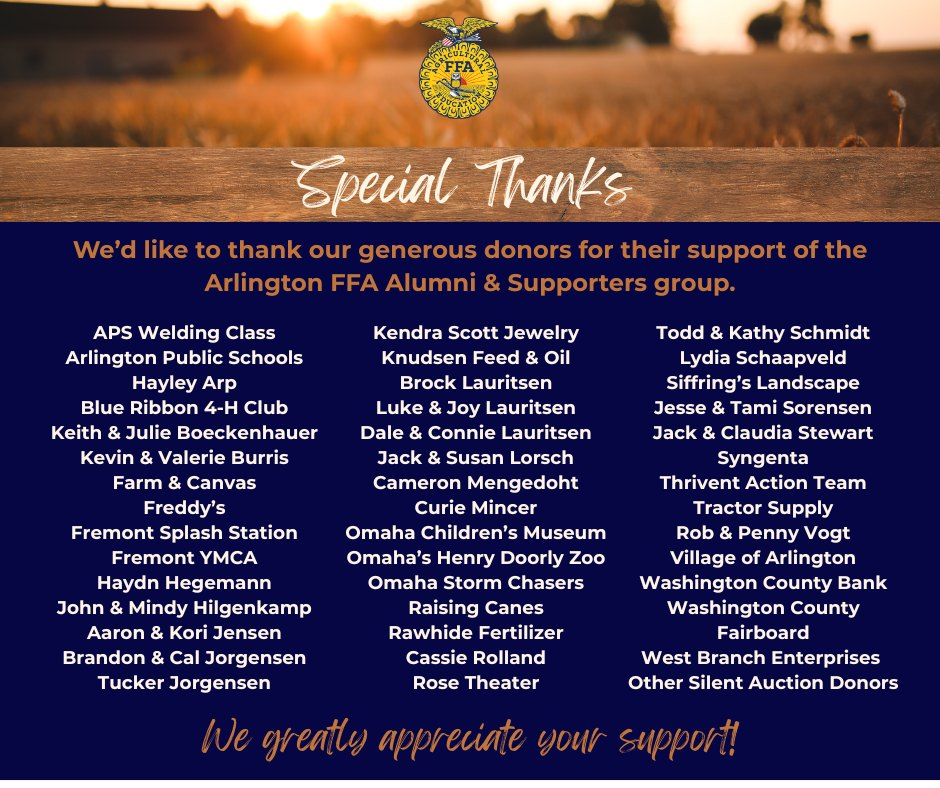 AGRICULTURAL
FFA
EDUCATION
Special Thanks
We'd like to thank our generous donors for their support of the
Arlington FFA Alumni & Supporters group.
APS Welding Class
Arlington Public Schools
Hayley Arp
Blue Ribbon 4-H Club
Keith & Julie Boeckenhauer
Kevin & Valerie Burris
Farm & Canvas
Freddy's
Fremont Splash Station
Fremont YMCA
Haydn Hegemann
John & Mindy Hilgenkamp
Aaron & Kori Jensen
Brandon & Cal Jorgensen
Tucker Jorgensen
Kendra Scott Jewelry
Knudsen Feed & Oil
Brock Lauritsen
Luke & Joy Lauritsen
Dale & Connie Lauritsen
Jack & Susan Lorsch
Cameron Mengedoht
Curie Mincer
Omaha Children's Museum
Omaha's Henry Doorly Zoo
Omaha Storm Chasers
Raising Canes
Rawhide Fertilizer
Cassie Rolland
Rose Theater
Todd & Kathy Schmidt
Lydia Schaapveld
Siffring's Landscape
Jesse & Tami Sorensen
Jack & Claudia Stewart
Syngenta
Thrivent Action Team
Tractor Supply
Rob & Penny Vogt
Village of Arlington
Washington County Bank
Washington County
Fairboard
West Branch Enterprises
Other Silent Auction Donors
We greatly appreciate your support!